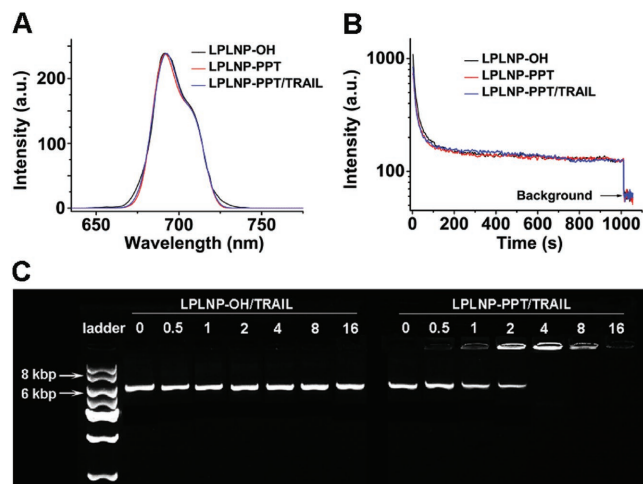 A
LPLNP-OH
LPLNP-PPT
LPLNP-PPT/TRAIL
Intensity (a.u.)
200
100
0
650
700
750
Wavelength (nm)
B
LPLNP-OH
LPLNP-PPT
LPLNP-PPT/TRAIL
Intensity (a.u.)
1000
100
Background
0
200
400
600
800
1000
Time (s)
C
LPLNP-OH/TRAIL
LPLNP-PPT/TRAIL
ladder 0 0.5 1 2 4 8 16 0 0.5 1 2 4 8 16
8 kbp
6 kbp